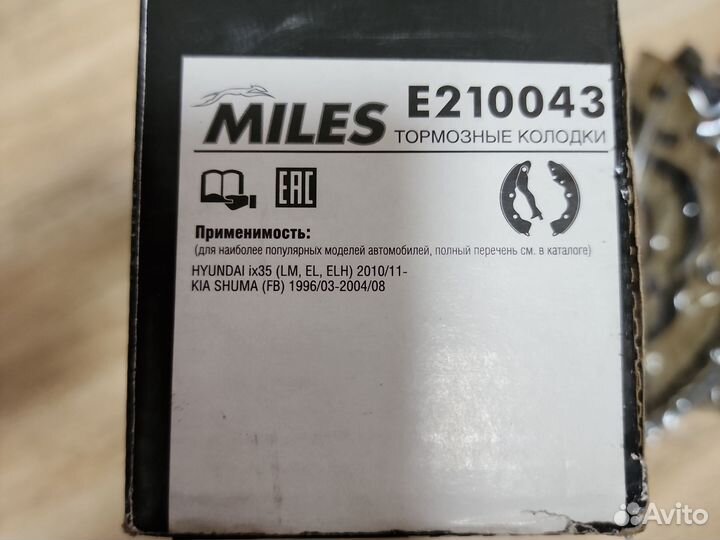 MILES E210043
ТОРМОЗНЫЕ КОЛОДКИ
EAC
Применимость:
(для наиболее популярных моделей автомобилей, полный перечень см. в каталоге)
HYUNDAI ix35 (LM, EL, ELH) 2010/11-
KIA SHUMA (FB) 1996/03-2004/08
Avito